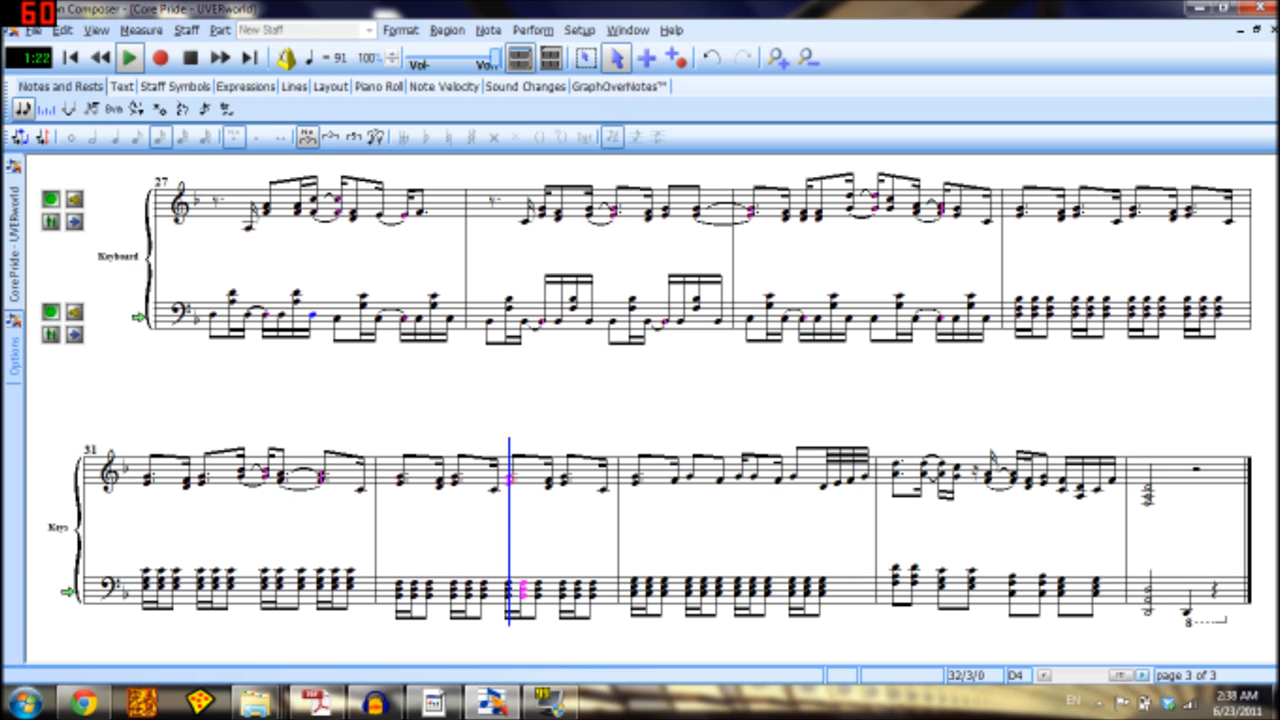 60
on Composer - [Core Pride - UVERworld]
File Edit View Measure Staff Part New Staff Format Region Note Perform Setup Window Help
1:22 = 91 100% Vol- Vol+
Notes and Rests Text Staff Symbols Expressions Lines Layout Piano Roll Note Velocity Sound Changes GraphOverNotes™
8va
Core Pride - UVERworld
Options
27
Keyboard
31
Keys
8
32/3/0 D4 page 3 of 3
EN 2:38 AM
6/23/2011